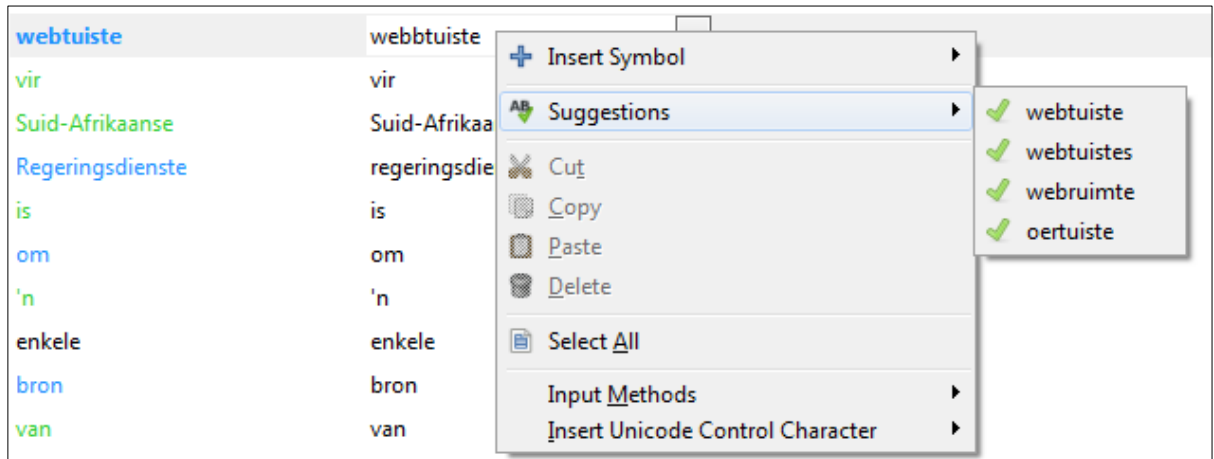 webtuiste webbtuiste
Insert Symbol
vir vir
Suggestions webtuiste
Suid-Afrikaanse Suid-Afrikaa
webtuistes
Regeringsdienste regeringsdie Cut
webruimte
is is Copy
oertuiste
om om Paste
'n 'n Delete
enkele enkele Select All
bron bron Input Methods
van van Insert Unicode Control Character